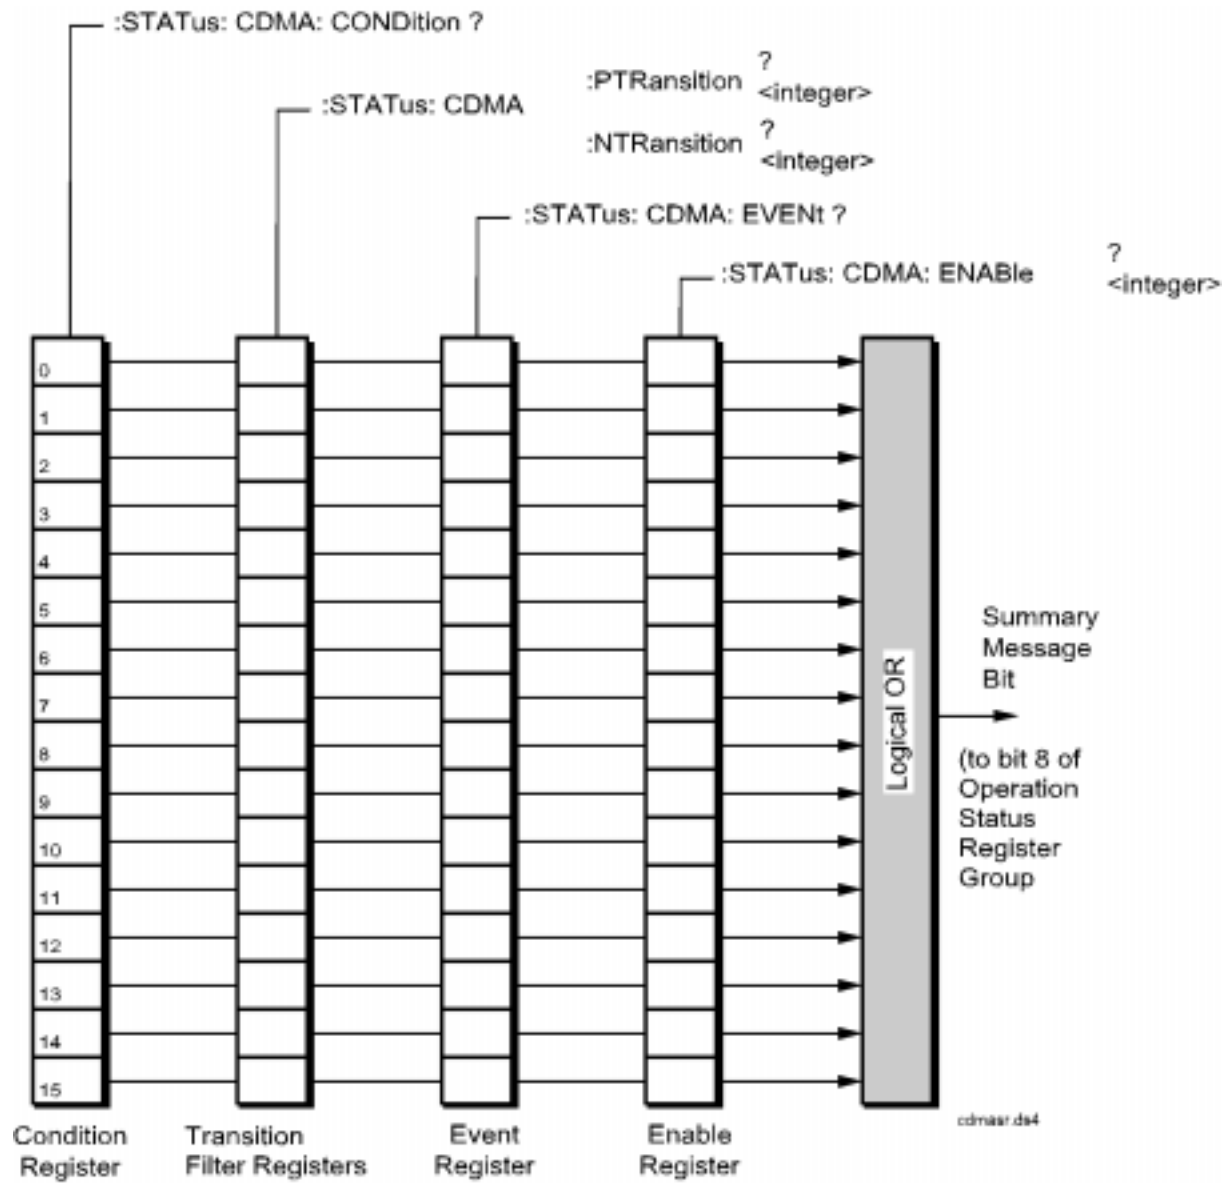 :STATus: CDMA: CONDition ?
:PTRansition ?
<integer>
:STATus: CDMA
:NTRansition ?
<integer>
:STATus: CDMA: EVENt ?
:STATus: CDMA: ENABle ?
<integer>
0
1
2
3
4
5
6
7
8
9
10
11
12
13
14
15
Logical OR
Summary
Message
Bit
(to bit 8 of
Operation
Status
Register
Group
cdmasr.ds4
Condition
Register
Transition
Filter Registers
Event
Register
Enable
Register